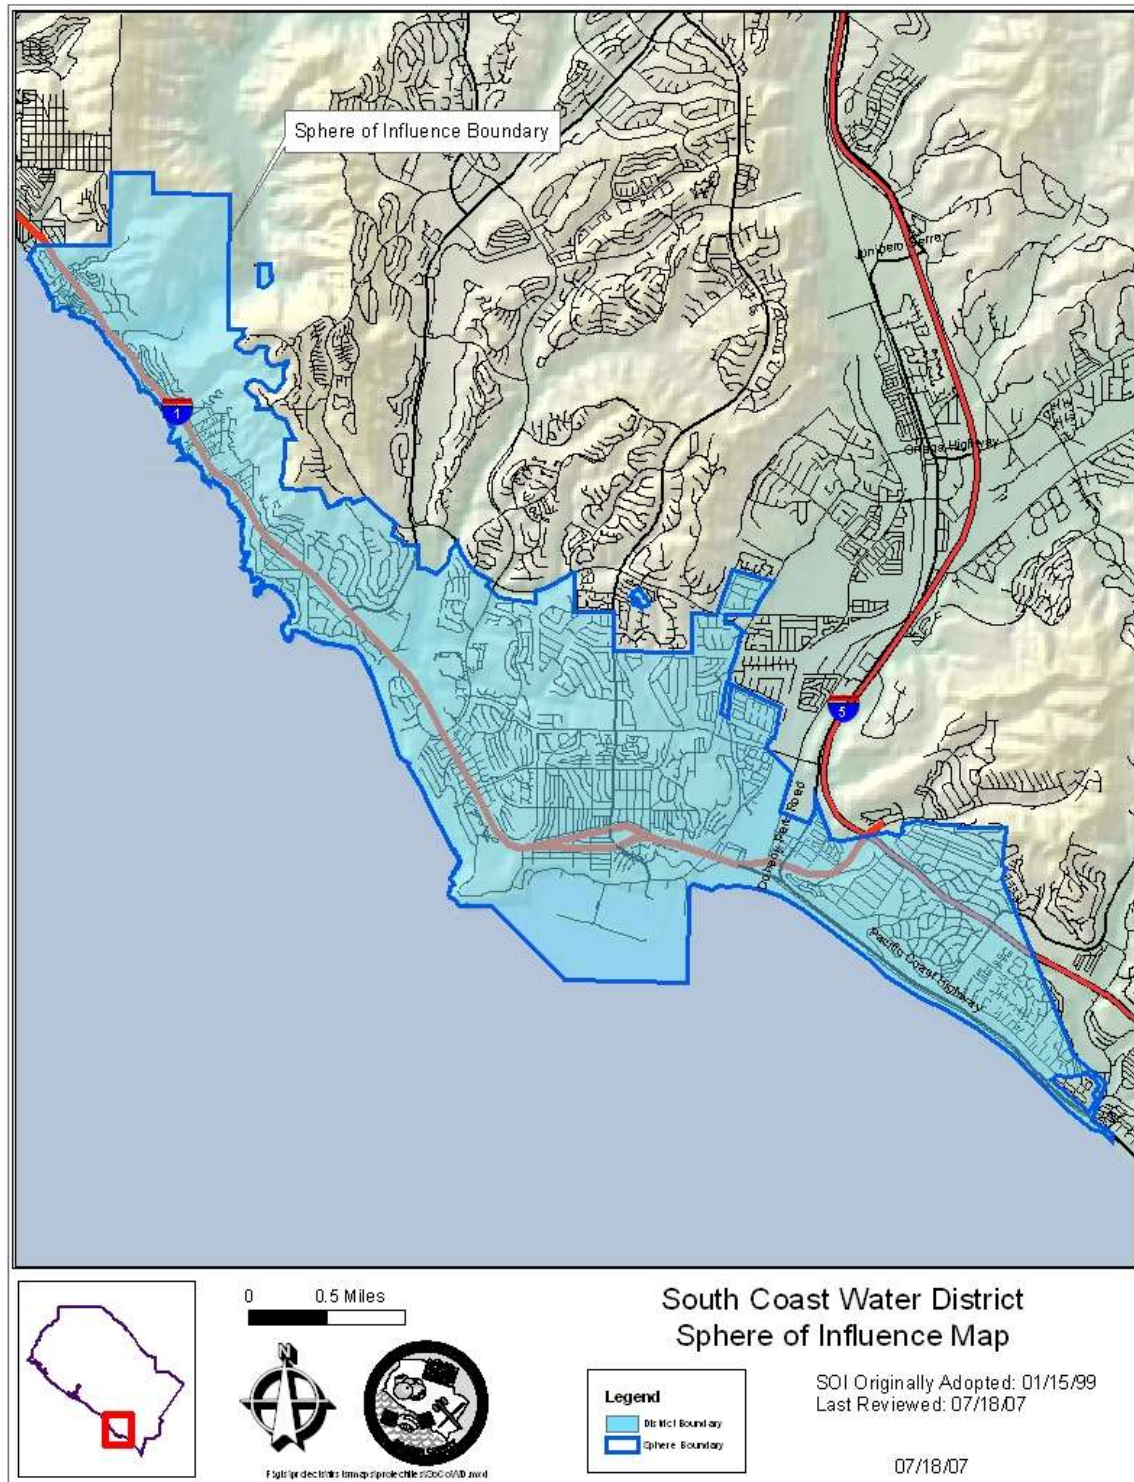 Sphere of Influence Boundary
Junipero Serra
1
Ortega Highway
5
Doheny Park Road
Pacific Coast Highway
0 0.5 Miles
N
South Coast Water District
Sphere of Influence Map
Legend
District Boundary
Sphere Boundary
SOI Originally Adopted: 01/15/99
Last Reviewed: 07/18/07
07/18/07